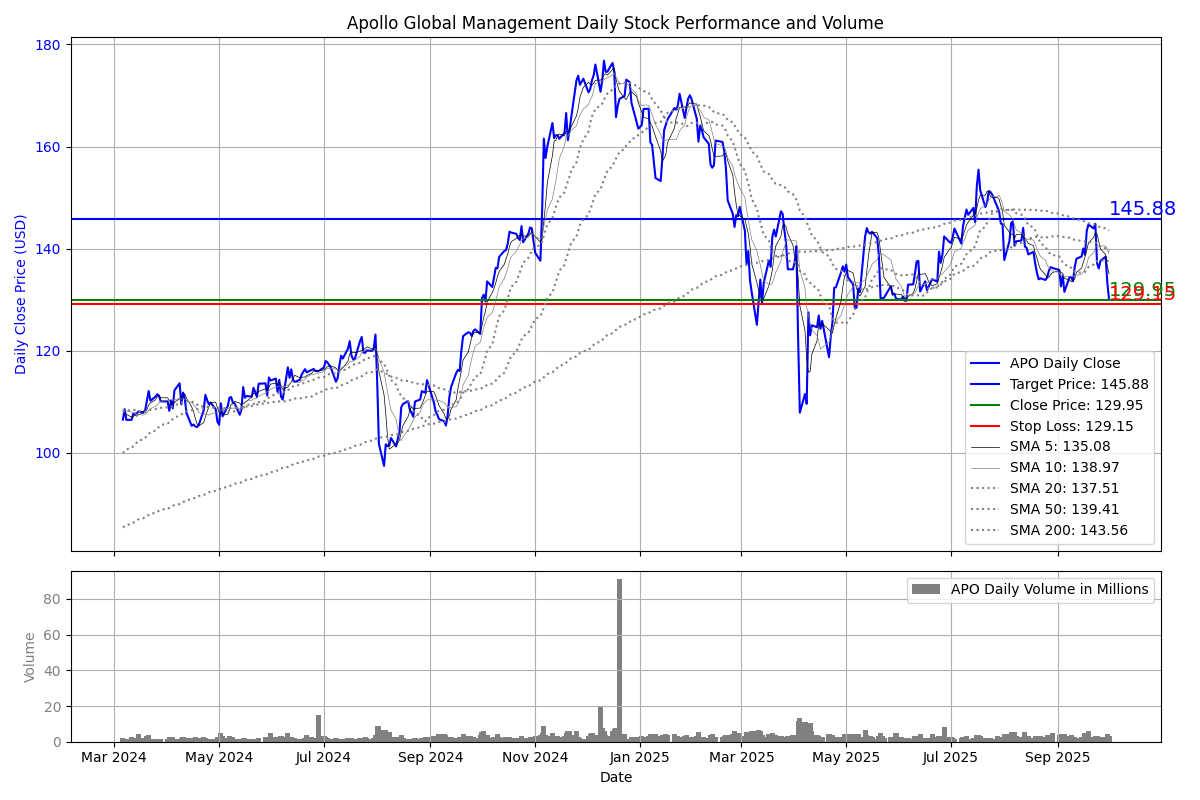 Apollo Global Management Daily Stock Performance and Volume
Daily Close Price (USD)
180
160
140
120
100
145.88
129.95
129.15
APO Daily Close
Target Price: 145.88
Close Price: 129.95
Stop Loss: 129.15
SMA 5: 135.08
SMA 10: 138.97
SMA 20: 137.51
SMA 50: 139.41
SMA 200: 143.56
Volume
80
60
40
20
0
APO Daily Volume in Millions
Mar 2024 May 2024 Jul 2024 Sep 2024 Nov 2024 Jan 2025 Mar 2025 May 2025 Jul 2025 Sep 2025
Date